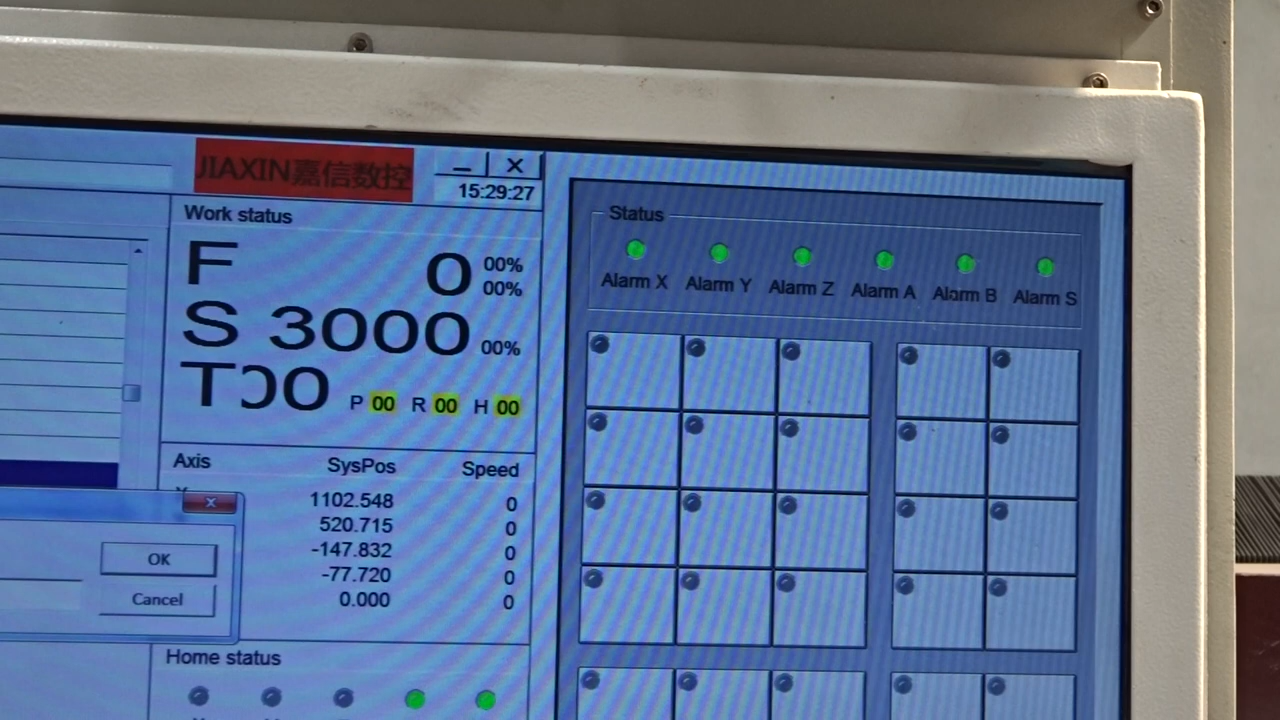 JIAXIN嘉信数控
15:29:27
Work status
F 0 00%
00%
S 3000 00%
P 00 R 00 H 00
Axis SysPos Speed
1102.548 0
520.715 0
-147.832 0
-77.720 0
0.000 0
OK
Cancel
Home status
Status
Alarm X Alarm Y Alarm Z Alarm A Alarm B Alarm S